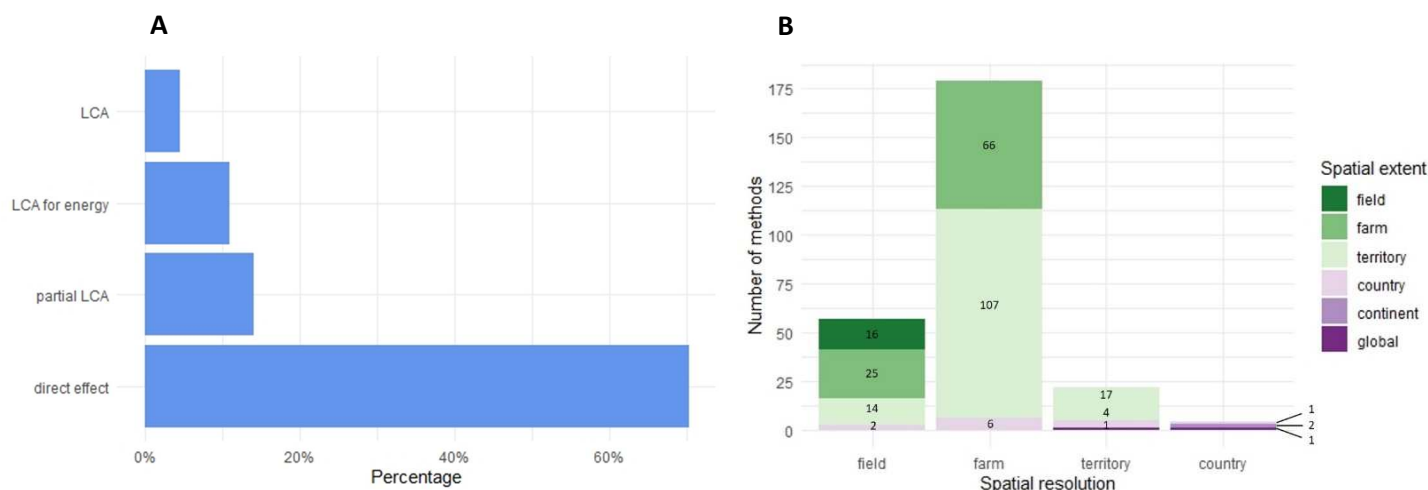 A
LCA
LCA for energy
partial LCA
direct effect
0%
20%
40%
60%
Percentage
B
Number of methods
175
150
125
100
75
50
25
0
16
25
14
2
66
107
6
17
4
1
1
2
1
field
farm
territory
country
Spatial resolution
Spatial extent
field
farm
territory
country
continent
global